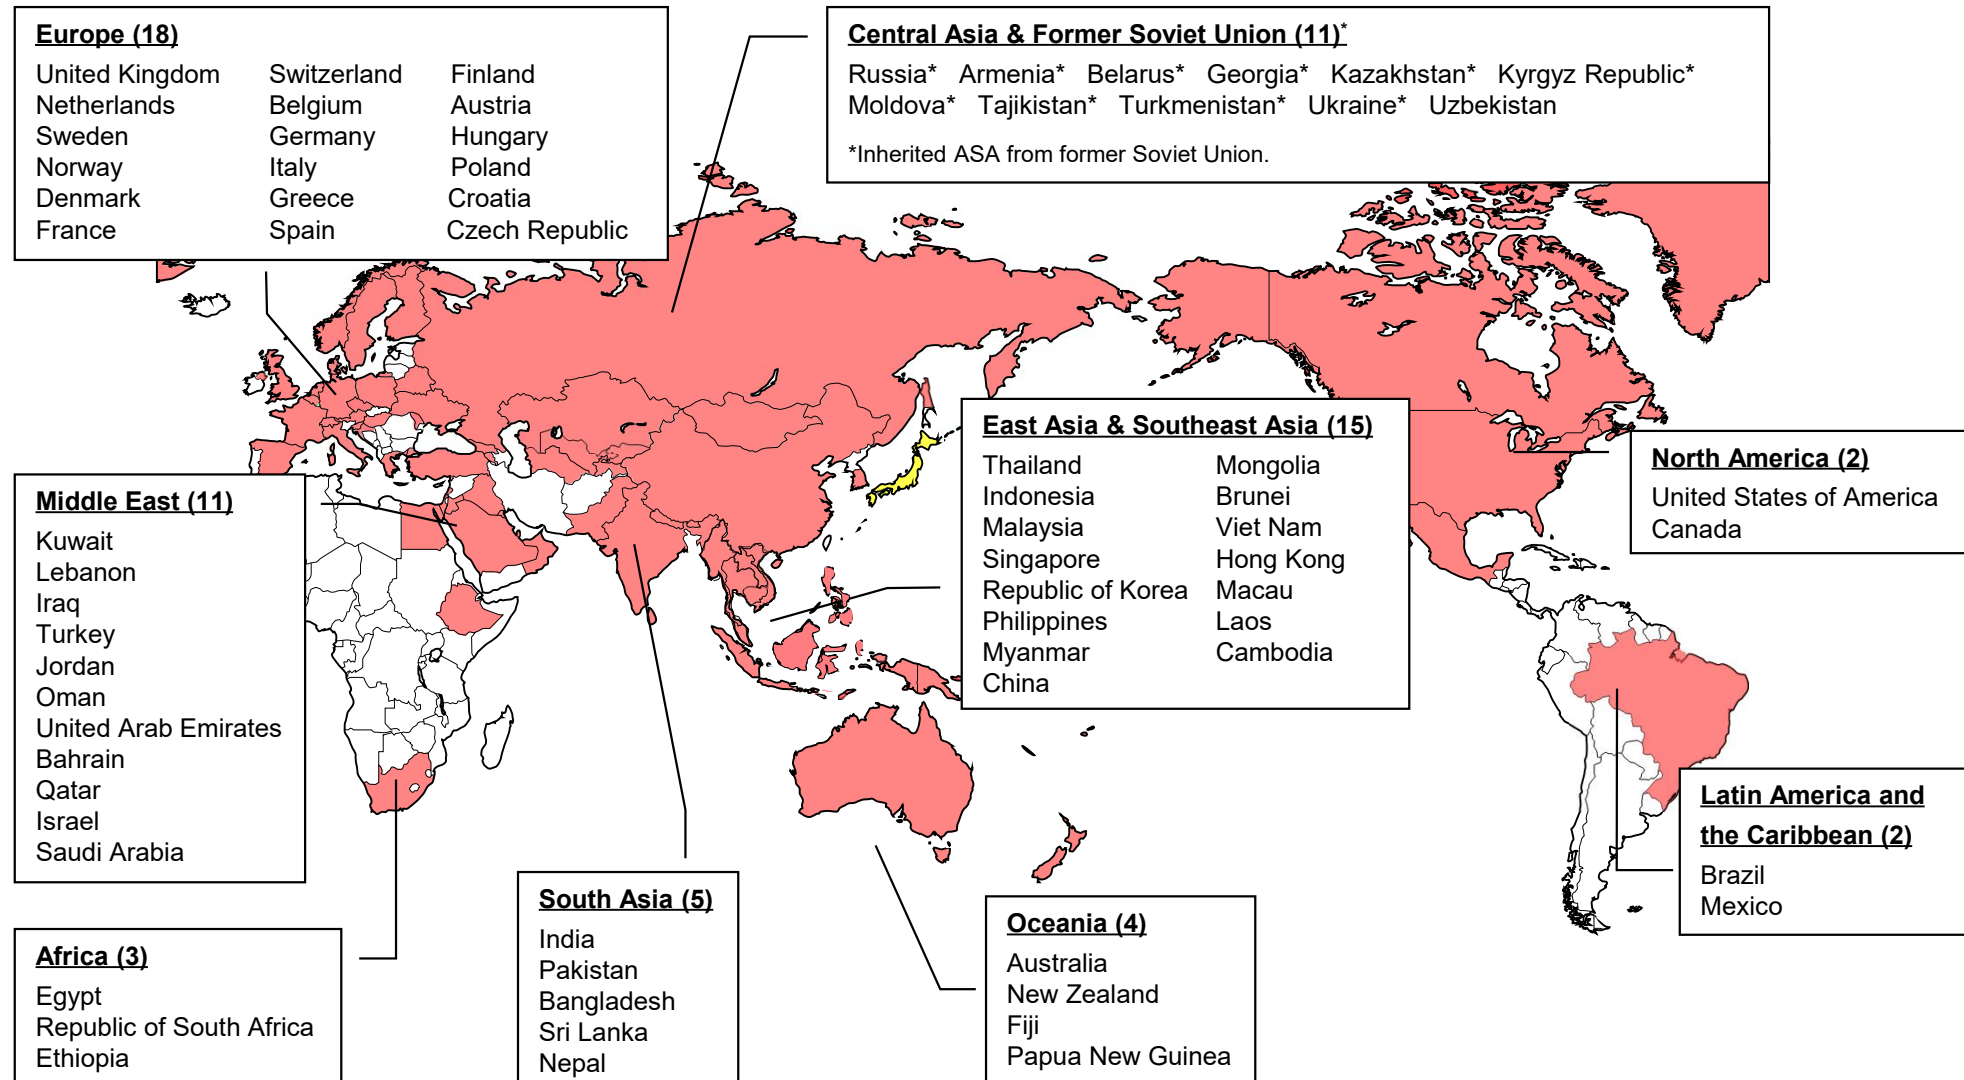 Europe (18)
United Kingdom Switzerland Finland
Netherlands Belgium Austria
Sweden Germany Hungary
Norway Italy Poland
Denmark Greece Croatia
France Spain Czech Republic
Central Asia & Former Soviet Union (11)*
Russia* Armenia* Belarus* Georgia* Kazakhstan* Kyrgyz Republic*
Moldova* Tajikistan* Turkmenistan* Ukraine* Uzbekistan
*Inherited ASA from former Soviet Union.
East Asia & Southeast Asia (15)
Thailand Mongolia
Indonesia Brunei
Malaysia Viet Nam
Singapore Hong Kong
Republic of Korea Macau
Philippines Laos
Myanmar Cambodia
China
North America (2)
United States of America
Canada
Middle East (11)
Kuwait
Lebanon
Iraq
Turkey
Jordan
Oman
United Arab Emirates
Bahrain
Qatar
Israel
Saudi Arabia
Latin America and
the Caribbean (2)
Brazil
Mexico
Africa (3)
Egypt
Republic of South Africa
Ethiopia
South Asia (5)
India
Pakistan
Bangladesh
Sri Lanka
Nepal
Oceania (4)
Australia
New Zealand
Fiji
Papua New Guinea